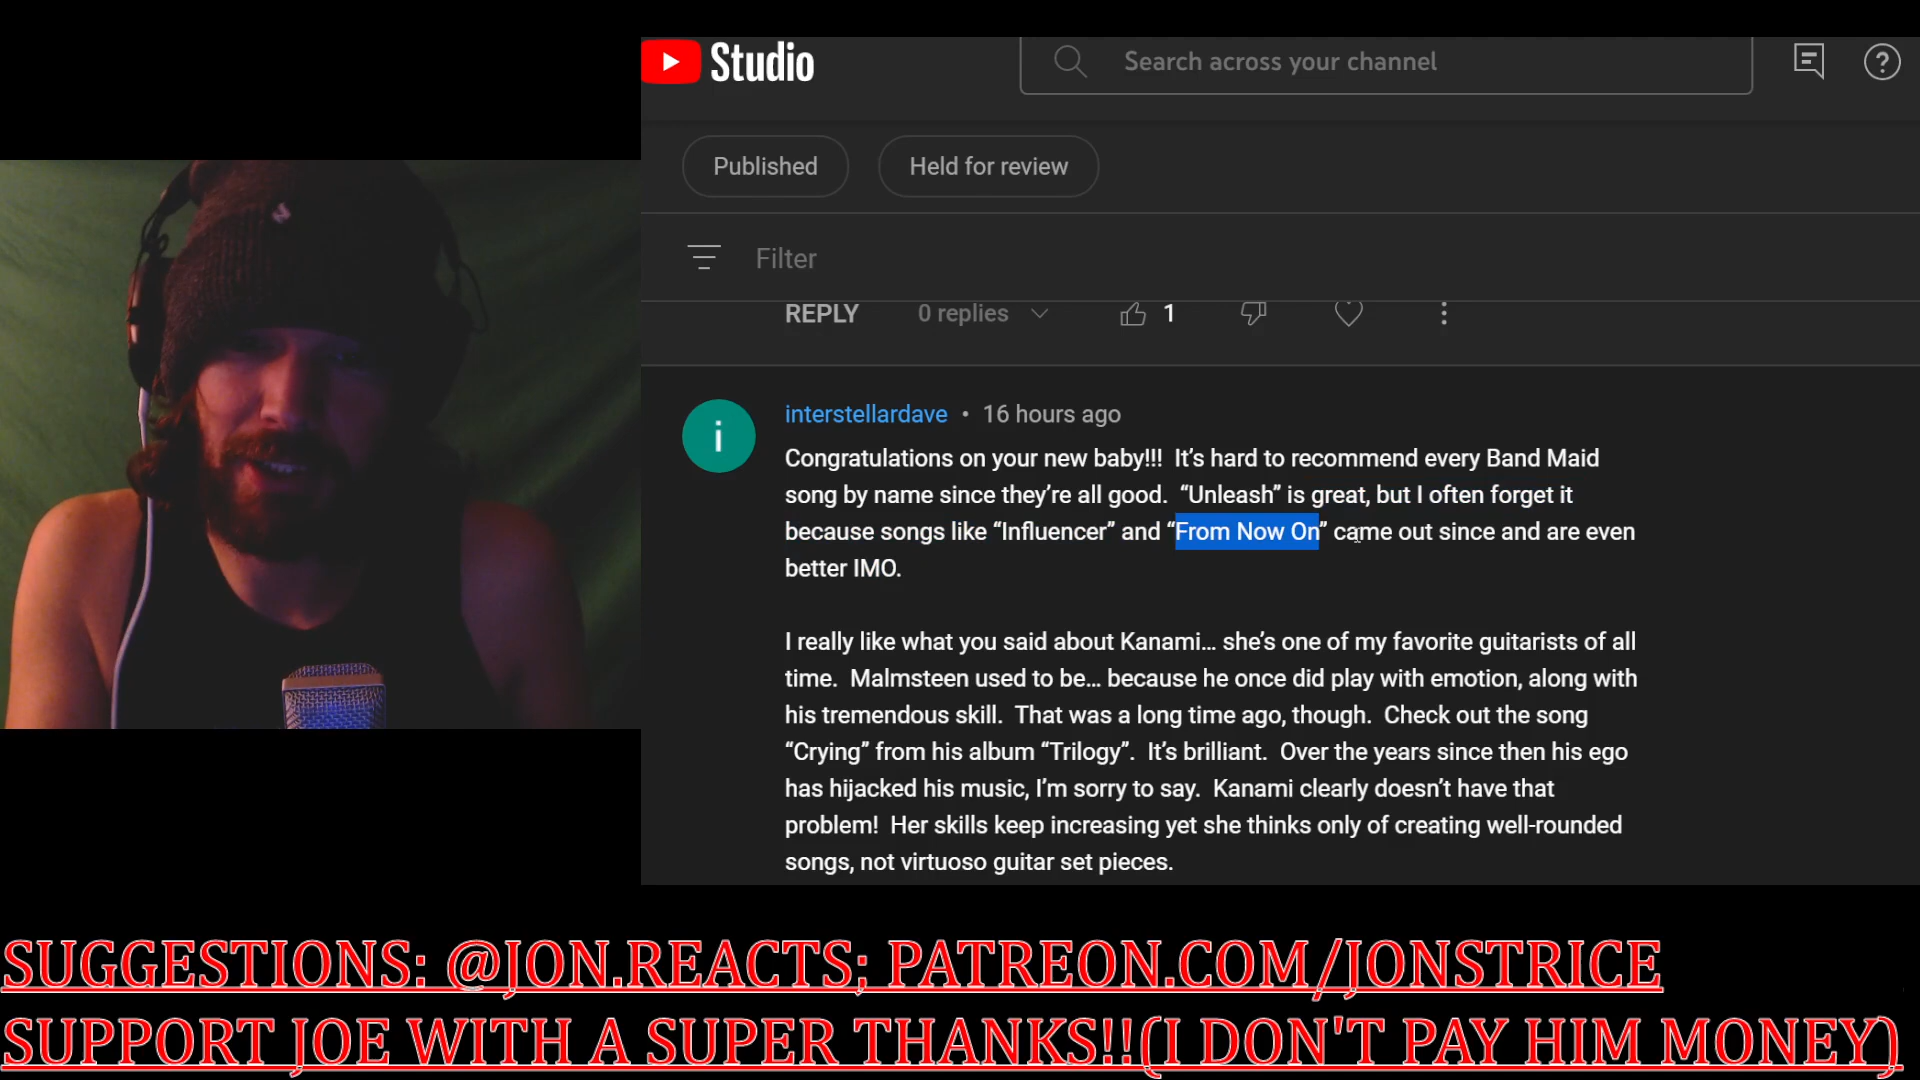 Studio
Search across your channel
?
Published
Held for review
Filter
REPLY
0 replies
1
i
interstellardave • 16 hours ago
Congratulations on your new baby!!!  It’s hard to recommend every Band Maid
song by name since they’re all good.  “Unleash” is great, but I often forget it
because songs like “Influencer” and “From Now On” came out since and are even
better IMO.
I really like what you said about Kanami… she’s one of my favorite guitarists of all
time.  Malmsteen used to be… because he once did play with emotion, along with
his tremendous skill.  That was a long time ago, though.  Check out the song
“Crying” from his album “Trilogy”.  It’s brilliant.  Over the years since then his ego
has hijacked his music, I’m sorry to say.  Kanami clearly doesn’t have that
problem!  Her skills keep increasing yet she thinks only of creating well-rounded
songs, not virtuoso guitar set pieces.
SUGGESTIONS: @JON.REACTS; PATREON.COM/JONSTRICE
SUPPORT JOE WITH A SUPER THANKS!!(I DON'T PAY HIM MONEY)